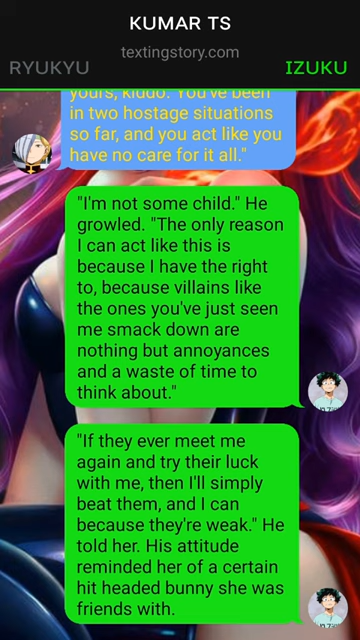 KUMAR TS
textingstory.com
RYUKYU
IZUKU
yours, kiddo. You've been
in two hostage situations
so far, and you act like you
have no care for it all."
"I'm not some child." He
growled. "The only reason
I can act like this is
because I have the right
to, because villains like
the ones you've just seen
me smack down are
nothing but annoyances
and a waste of time to
think about."
"If they ever meet me
again and try their luck
with me, then I'll simply
beat them, and I can
because they're weak." He
told her. His attitude
reminded her of a certain
hit headed bunny she was
friends with.